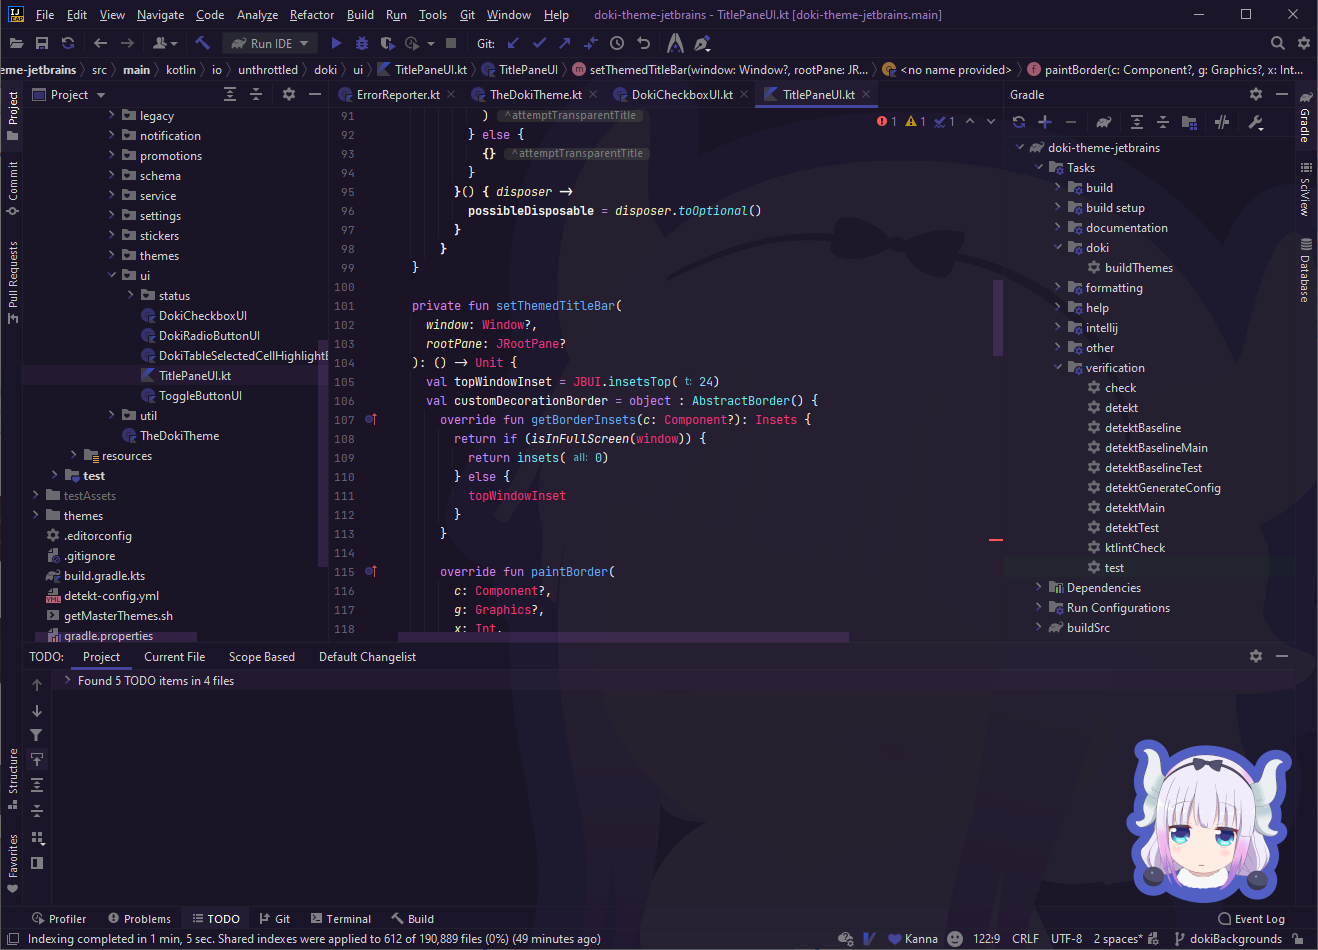 IJ File Edit View Navigate Code Analyze Refactor Build Run Tools Git Window Help doki-theme-jetbrains - TitlePaneUI.kt [doki-theme-jetbrains.main]
EAP
Run IDE Git:
eme-jetbrains src main kotlin io unthrottled doki ui TitlePaneUI.kt TitlePaneUI m setThemedTitleBar(window: Window?, rootPane: JR... <no name provided> f paintBorder(c: Component?, g: Graphics?, x: Int...
Project
Commit
Pull Requests
Structure
Favorites
Project
legacy
notification
promotions
schema
service
settings
stickers
themes
ui
status
DokiCheckboxUI
DokiRadioButtonUI
DokiTableSelectedCellHighlight
TitlePaneUI.kt
ToggleButtonUI
util
TheDokiTheme
resources
test
testAssets
themes
.editorconfig
.gitignore
build.gradle.kts
detekt-config.yml
getMasterThemes.sh
gradle.properties
ErrorReporter.kt TheDokiTheme.kt DokiCheckboxUI.kt TitlePaneUI.kt
1 1 1
91 ) ^attemptTransparentTitle
92 } else {
93 {} ^attemptTransparentTitle
94 }
95 }() { disposer →
96 possibleDisposable = disposer.toOptional()
97 }
98 }
99 }
100
101 private fun setThemedTitleBar(
102 window: Window?,
103 rootPane: JRootPane?
104 ): () → Unit {
105 val topWindowInset = JBUI.insetsTop( t: 24)
106 val customDecorationBorder = object : AbstractBorder() {
107 override fun getBorderInsets(c: Component?): Insets {
108 return if (isInFullScreen(window)) {
109 return insets( all: 0)
110 } else {
111 topWindowInset
112 }
113 }
114
115 override fun paintBorder(
116 c: Component?,
117 g: Graphics?,
118 x: Int,
Gradle
doki-theme-jetbrains
Tasks
build
build setup
documentation
doki
buildThemes
formatting
help
intellij
other
verification
check
detekt
detektBaseline
detektBaselineMain
detektBaselineTest
detektGenerateConfig
detektMain
detektTest
ktlintCheck
test
Dependencies
Run Configurations
buildSrc
Gradle
SciView
Database
TODO: Project Current File Scope Based Default Changelist
Found 5 TODO items in 4 files
Profiler Problems TODO Git Terminal Build Event Log
Indexing completed in 1 min, 5 sec. Shared indexes were applied to 612 of 190,889 files (0%) (49 minutes ago) Kanna 122:9 CRLF UTF-8 2 spaces* dokiBackgrounds